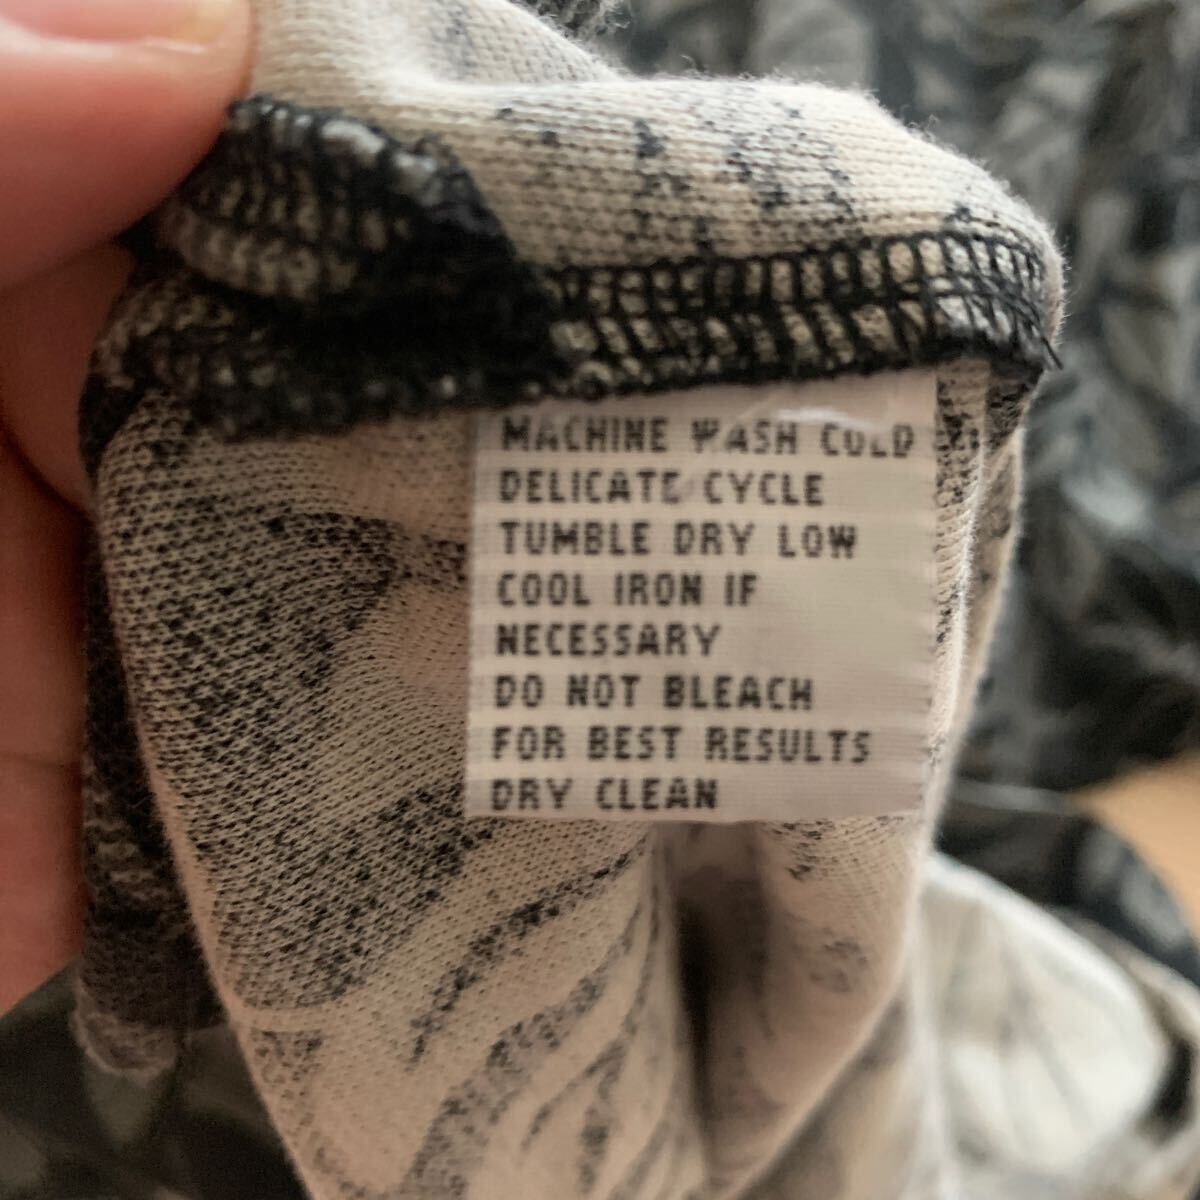 MACHINE WASH COLD
DELICATE CYCLE
TUMBLE DRY LOW
COOL IRON IF
NECESSARY
DO NOT BLEACH
FOR BEST RESULTS
DRY CLEAN